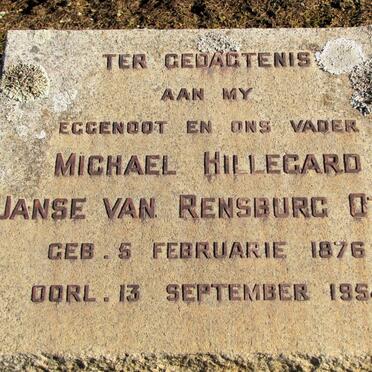 TER GEDAGTENIS
AAN MY
EGGENOOT EN ONS VADER
MICHAEL HILLEGARD
JANSE VAN RENSBURG
GEB. 5 FEBRUARIE 1876
OORL. 13 SEPTEMBER